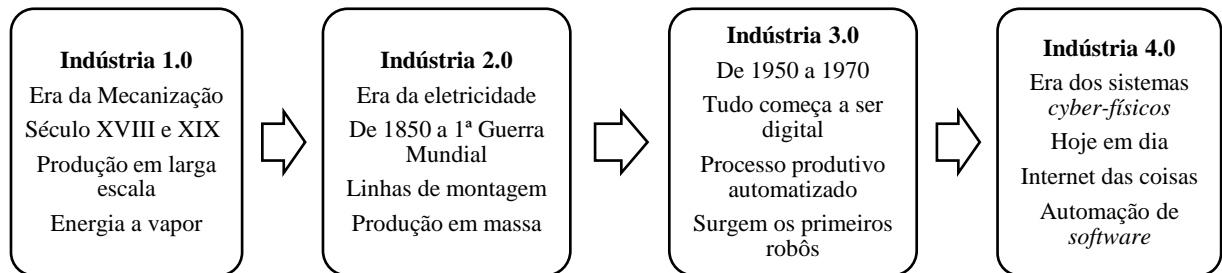 Indústria 1.0
Era da Mecanização
Século XVIII e XIX
Produção em larga
escala
Energia a vapor
Indústria 2.0
Era da eletricidade
De 1850 a 1ª Guerra
Mundial
Linhas de montagem
Produção em massa
Indústria 3.0
De 1950 a 1970
Tudo começa a ser
digital
Processo produtivo
automatizado
Surgem os primeiros
robôs
Indústria 4.0
Era dos sistemas
cyber-físicos
Hoje em dia
Internet das coisas
Automação de
software